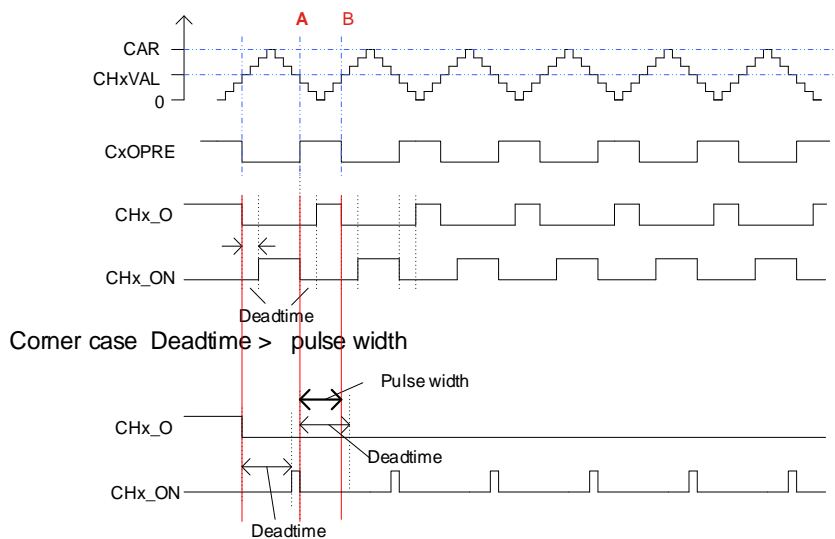 A B
CAR
CHxVAL
0
CxOPRE
CHx_O
CHx_ON
Deadtime
Corner case Deadtime > pulse width
Pulse width
CHx_O
Deadtime
CHx_ON
Deadtime